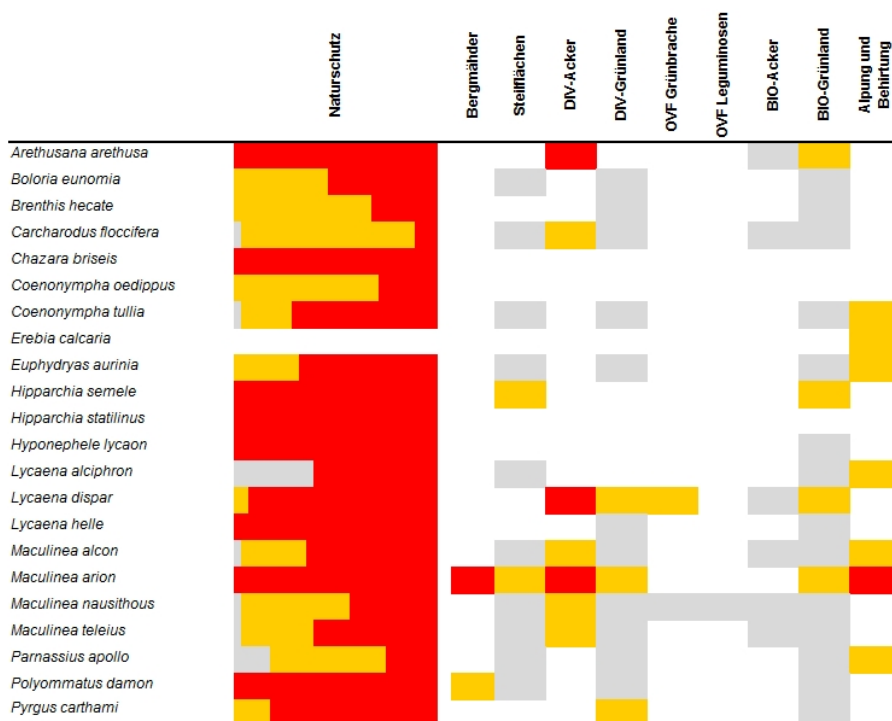 Naturschutz
Bergmähder
Steilflächen
DIV-Acker
DIV-Grünland
OVF Grünbrache
OVF Leguminosen
BIO-Acker
BIO-Grünland
Alpung und
Behirtung
Arethusana arethusa
Boloria eunomia
Brenthis hecate
Carcharodus floccifera
Chazara briseis
Coenonympha oedippus
Coenonympha tullia
Erebia calcaria
Euphydryas aurinia
Hipparchia semele
Hipparchia statilinus
Hyponephele lycaon
Lycaena alciphron
Lycaena dispar
Lycaena helle
Maculinea alcon
Maculinea arion
Maculinea nausithous
Maculinea teleius
Parnassius apollo
Polyommatus damon
Pyrgus carthami